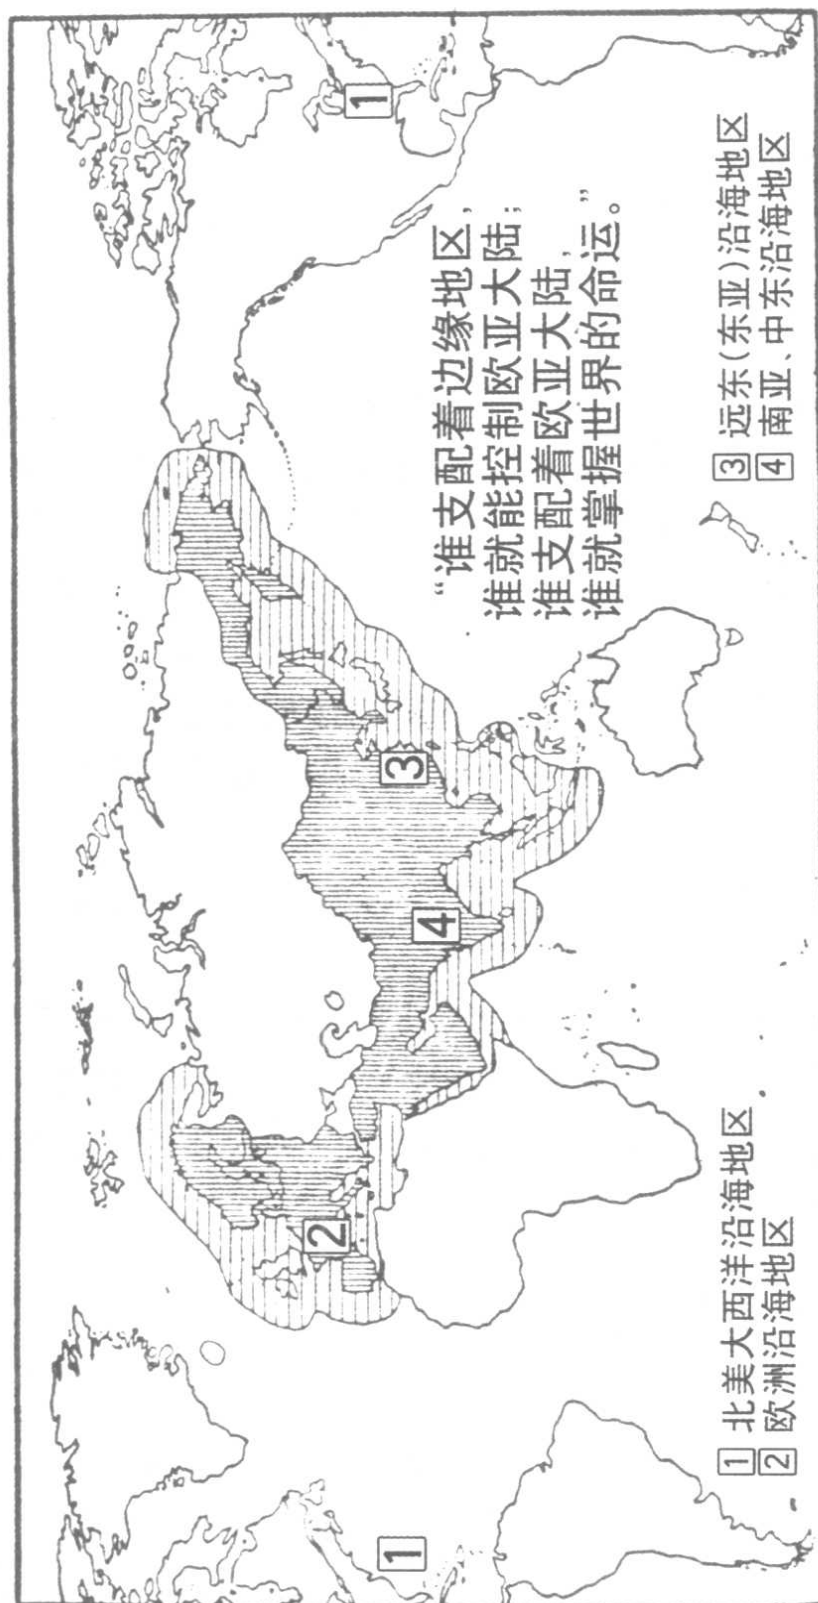 “谁支配着边缘地区，
谁就能控制欧亚大陆；
谁支配着欧亚大陆，
谁就掌握世界的命运。”
1
1
2
3
4
1 北美大西洋沿海地区
2 欧洲沿海地区
3 远东(东亚)沿海地区
4 南亚、中东沿海地区